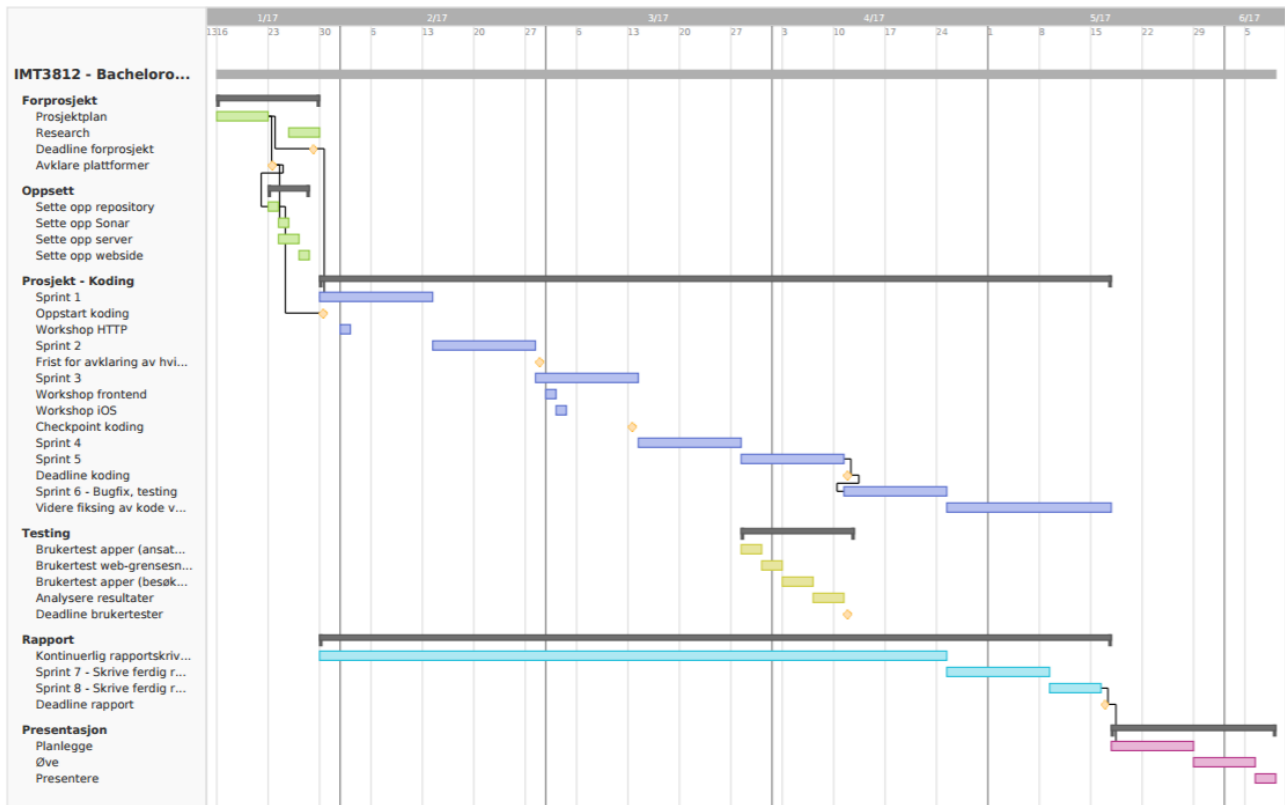 1/17 2/17 3/17 4/17 5/17 6/17
13 16 23 30 5 13 20 27 6 13 20 27 3 10 17 24 1 8 15 22 29 5
IMT3812 - Bacheloro...
Forprosjekt
Prosjektplan
Research
Deadline forprosjekt
Avklare plattformer
Oppsett
Sette opp repository
Sette opp Sonar
Sette opp server
Sette opp webside
Prosjekt - Koding
Sprint 1
Oppstart koding
Workshop HTTP
Sprint 2
Frist for avklaring av hvi...
Sprint 3
Workshop frontend
Workshop iOS
Checkpoint koding
Sprint 4
Sprint 5
Deadline koding
Sprint 6 - Bugfix, testing
Videre fiksing av kode v...
Testing
Brukertest apper (ansat...
Brukertest web-grensesn...
Brukertest apper (besøk...
Analysere resultater
Deadline brukertester
Rapport
Kontinuerlig rapportskriv...
Sprint 7 - Skrive ferdig r...
Sprint 8 - Skrive ferdig r...
Deadline rapport
Presentasjon
Planlegge
Øve
Presentere